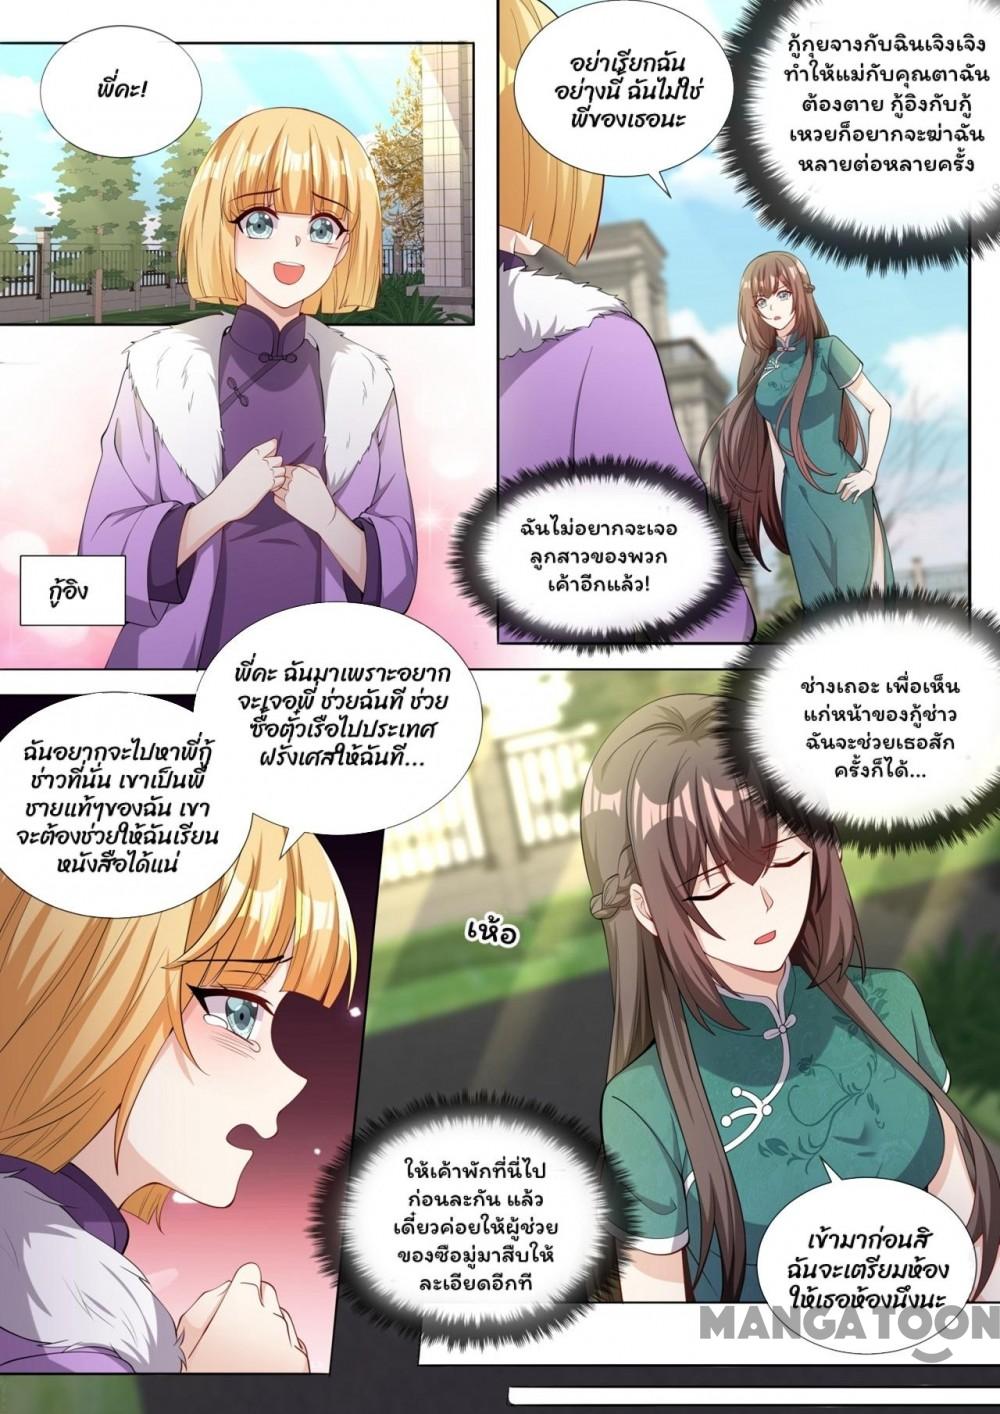 พี่คะ!
อย่าเรียกฉัน
อย่างนี้ ฉันไม่ใช่
พี่ของเธอนะ
กู้กุยจางกับฉินเจิงเจิง
ทำให้แม่กับคุณตาฉัน
ต้องตาย กู้อิงกับกู้
เหวยก็อยากจะฆ่าฉัน
หลายต่อหลายครั้ง
กู้อิง
ฉันไม่อยากจะเจอ
ลูกสาวของพวก
เค้าอีกแล้ว!
พี่คะ ฉันมาเพราะอยาก
จะเจอพี่ ช่วยฉันที ช่วย
ซื้อตั๋วเรือไปประเทศ
ฝรั่งเศสให้ฉันที...
ฉันอยากจะไปหาพี่กู้
ช่าวที่นั่น เขาเป็นพี่
ชายแท้ๆของฉัน เขา
จะต้องช่วยให้ฉันเรียน
หนังสือได้แน่
ช่างเถอะ เพื่อเห็น
แก่หน้าของกู้ช่าว
ฉันจะช่วยเธอสัก
ครั้งก็ได้...
เห้อ
ให้เค้าพักที่นี่ไป
ก่อนละกัน แล้ว
เดี๋ยวค่อยให้ผู้ช่วย
ของซือมู่มาสืบให้
ละเอียดอีกที
เข้ามาก่อนสิ
ฉันจะเตรียมห้อง
ให้เธอห้องนึงนะ
MANGATOON